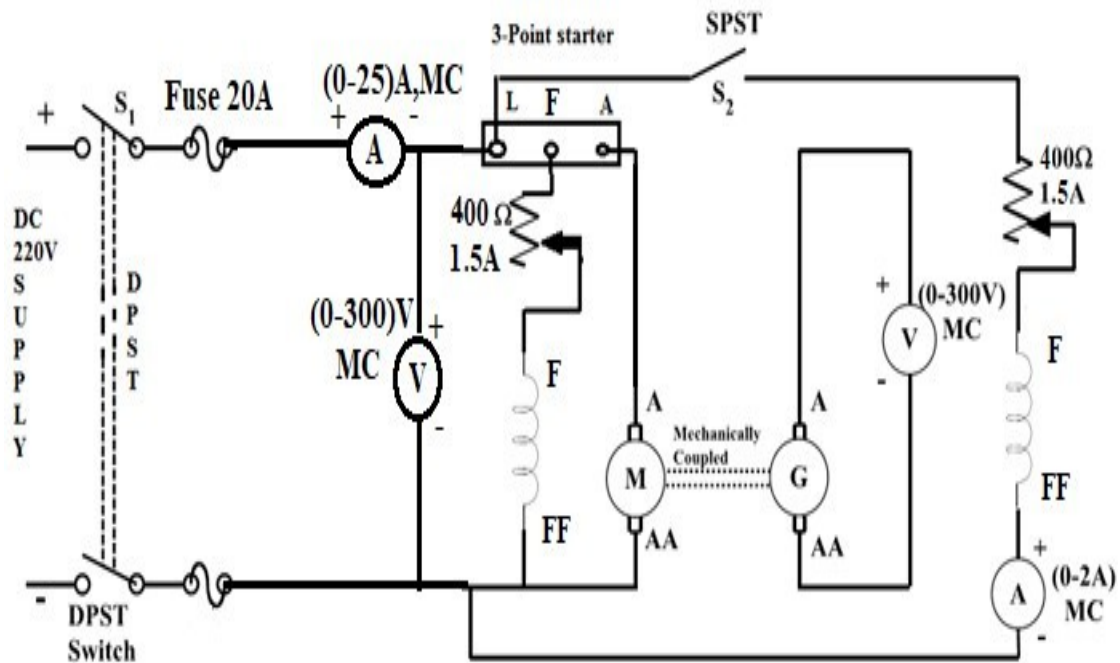 3-Point starter
SPST
S2
Fuse 20A
(0-25)A,MC
+ -
A
L F A
+
S1
400 Ω
1.5A
400Ω
1.5A
DC
220V
SUPPLY
DPST
(0-300)V
MC
+
V
-
F
FF
A
M
AA
Mechanically
Coupled
A
G
AA
+
(0-300V)
MC
V
-
F
FF
+
(0-2A)
MC
A
-
-
DPST
Switch